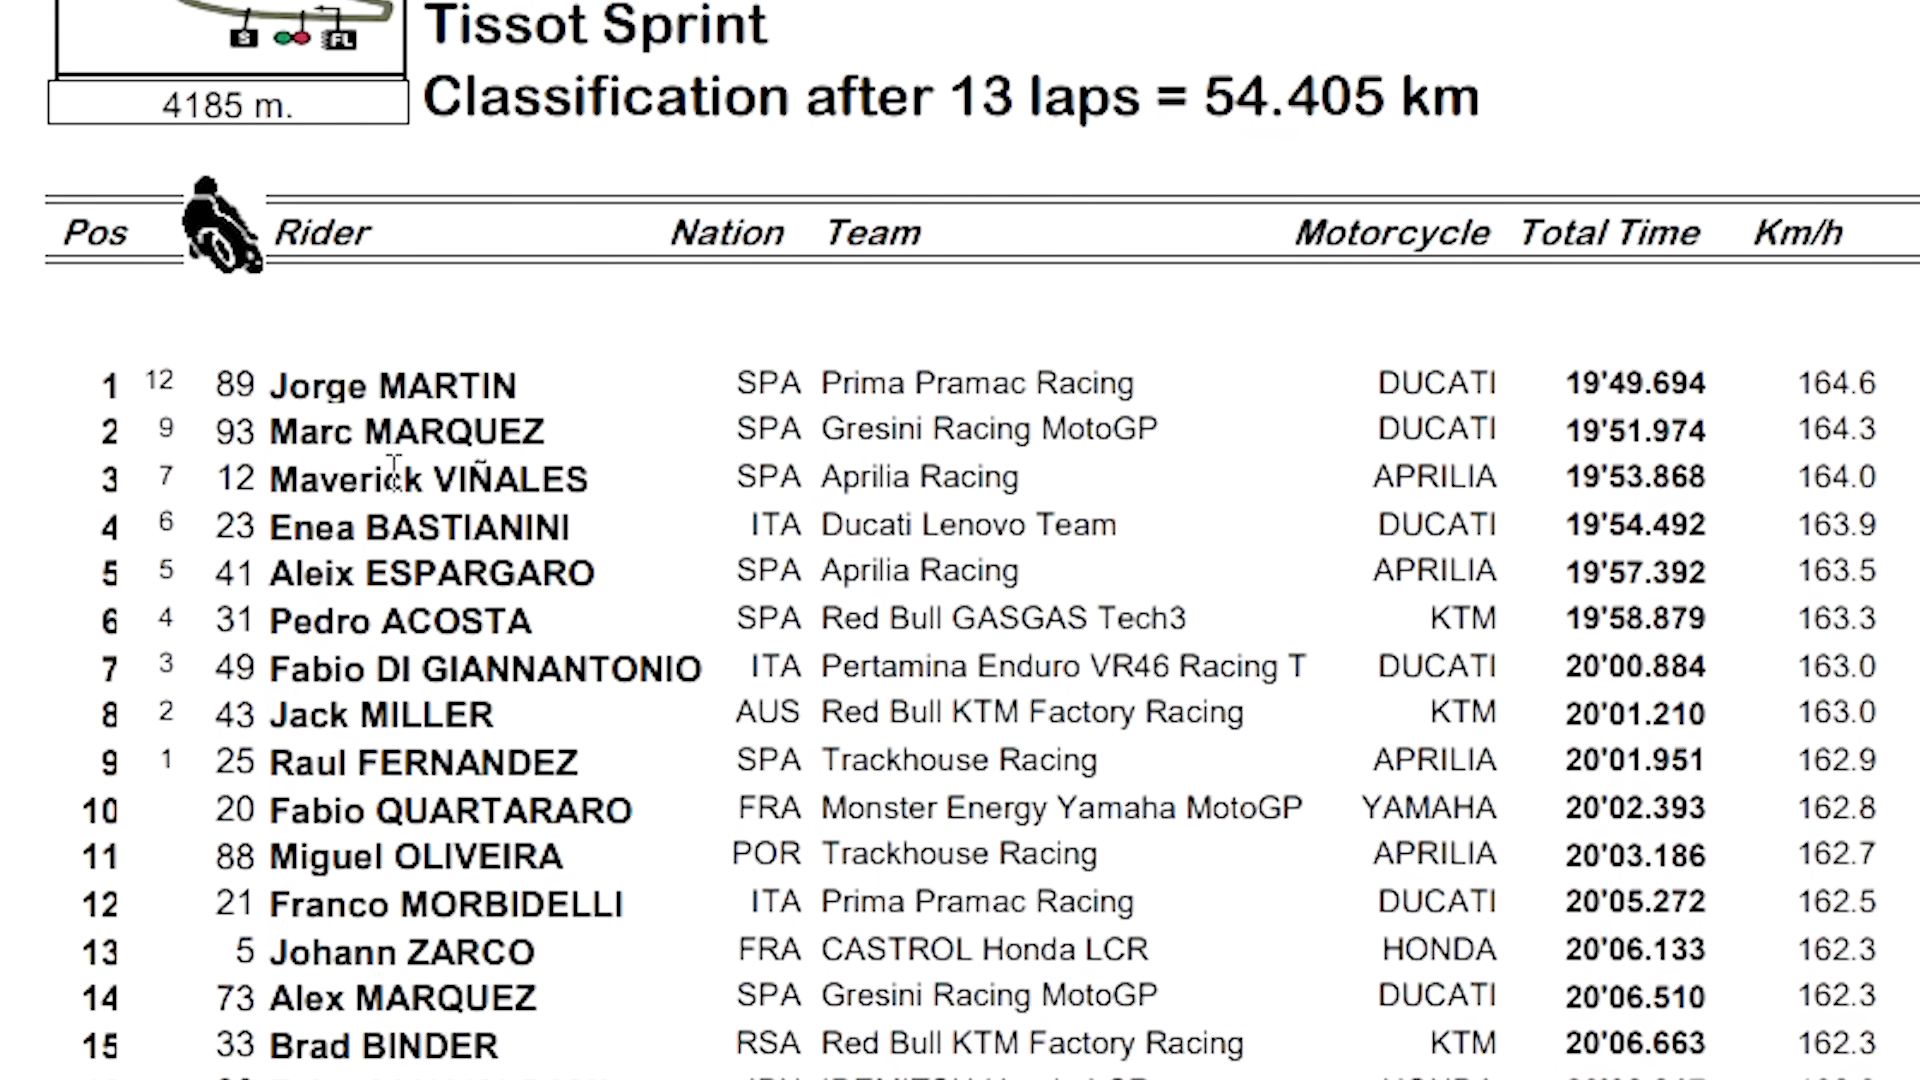 S FL
4185 m.
Tissot Sprint
Classification after 13 laps = 54.405 km
Pos Rider Nation Team Motorcycle Total Time Km/h
1 12 89 Jorge MARTIN SPA Prima Pramac Racing DUCATI 19'49.694 164.6
2 9 93 Marc MARQUEZ SPA Gresini Racing MotoGP DUCATI 19'51.974 164.3
3 7 12 Maverick VIÑALES SPA Aprilia Racing APRILIA 19'53.868 164.0
4 6 23 Enea BASTIANINI ITA Ducati Lenovo Team DUCATI 19'54.492 163.9
5 5 41 Aleix ESPARGARO SPA Aprilia Racing APRILIA 19'57.392 163.5
6 4 31 Pedro ACOSTA SPA Red Bull GASGAS Tech3 KTM 19'58.879 163.3
7 3 49 Fabio DI GIANNANTONIO ITA Pertamina Enduro VR46 Racing T DUCATI 20'00.884 163.0
8 2 43 Jack MILLER AUS Red Bull KTM Factory Racing KTM 20'01.210 163.0
9 1 25 Raul FERNANDEZ SPA Trackhouse Racing APRILIA 20'01.951 162.9
10 20 Fabio QUARTARARO FRA Monster Energy Yamaha MotoGP YAMAHA 20'02.393 162.8
11 88 Miguel OLIVEIRA POR Trackhouse Racing APRILIA 20'03.186 162.7
12 21 Franco MORBIDELLI ITA Prima Pramac Racing DUCATI 20'05.272 162.5
13 5 Johann ZARCO FRA CASTROL Honda LCR HONDA 20'06.133 162.3
14 73 Alex MARQUEZ SPA Gresini Racing MotoGP DUCATI 20'06.510 162.3
15 33 Brad BINDER RSA Red Bull KTM Factory Racing KTM 20'06.663 162.3